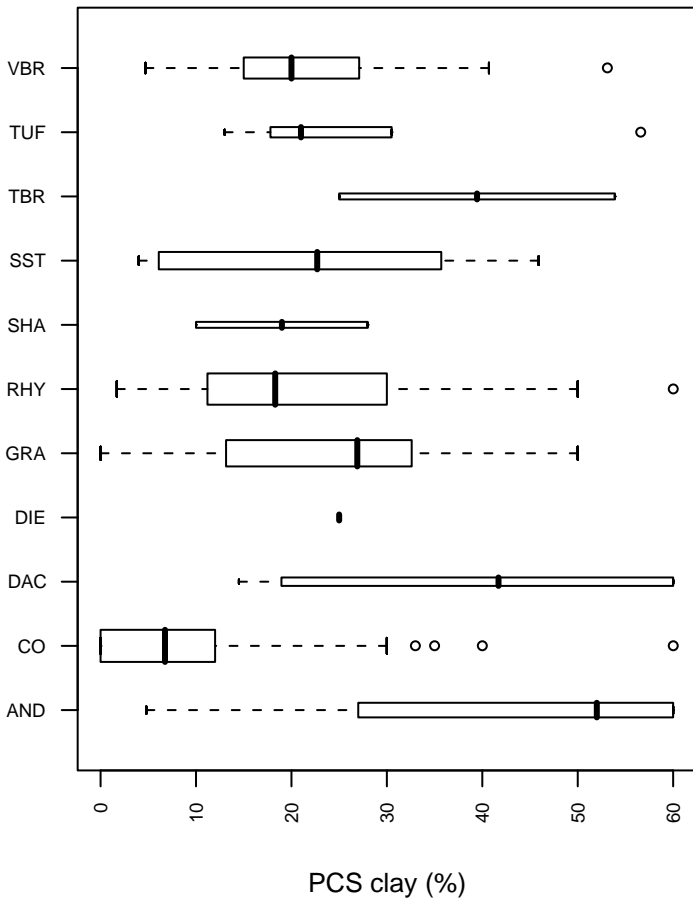 VBR
TUF
TBR
SST
SHA
RHY
GRA
DIE
DAC
CO
AND
0 10 20 30 40 50 60
PCS clay (%)